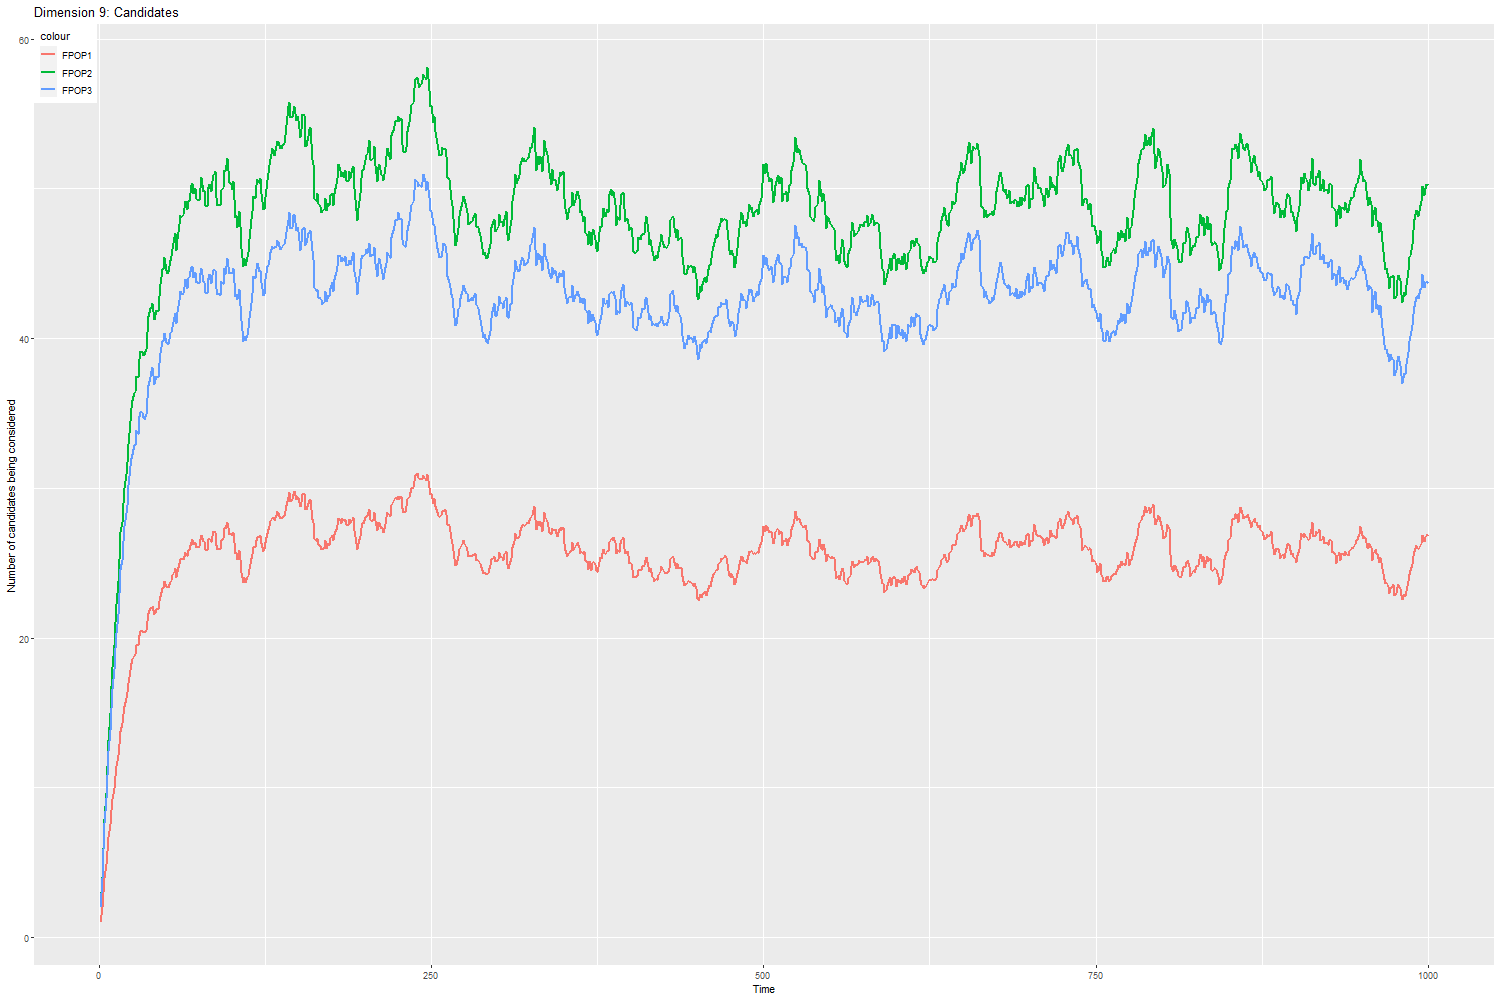 Dimension 9: Candidates
colour
FPOP1
FPOP2
FPOP3
60
40
20
0
Number of candidates being considered
0 250 500 750 1000
Time